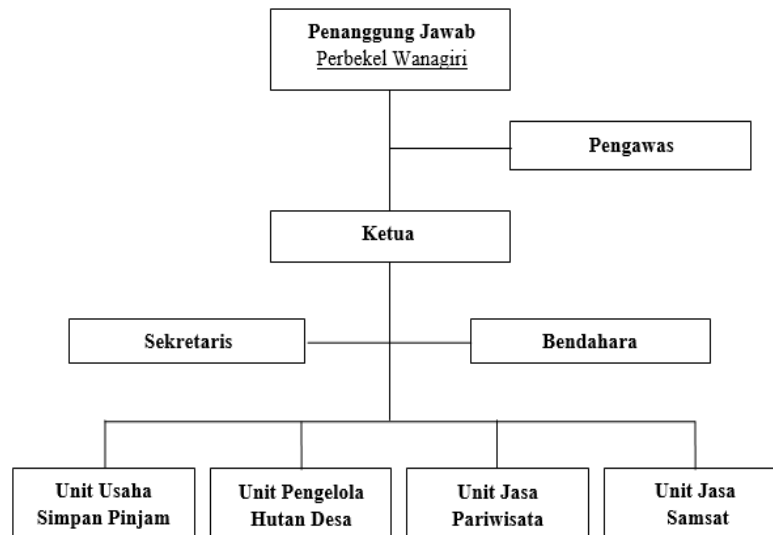 Penanggung Jawab
Perbekel Wanagiri
Pengawas
Ketua
Sekretaris
Bendahara
Unit Usaha
Simpan Pinjam
Unit Pengelola
Hutan Desa
Unit Jasa
Pariwisata
Unit Jasa
Samsat